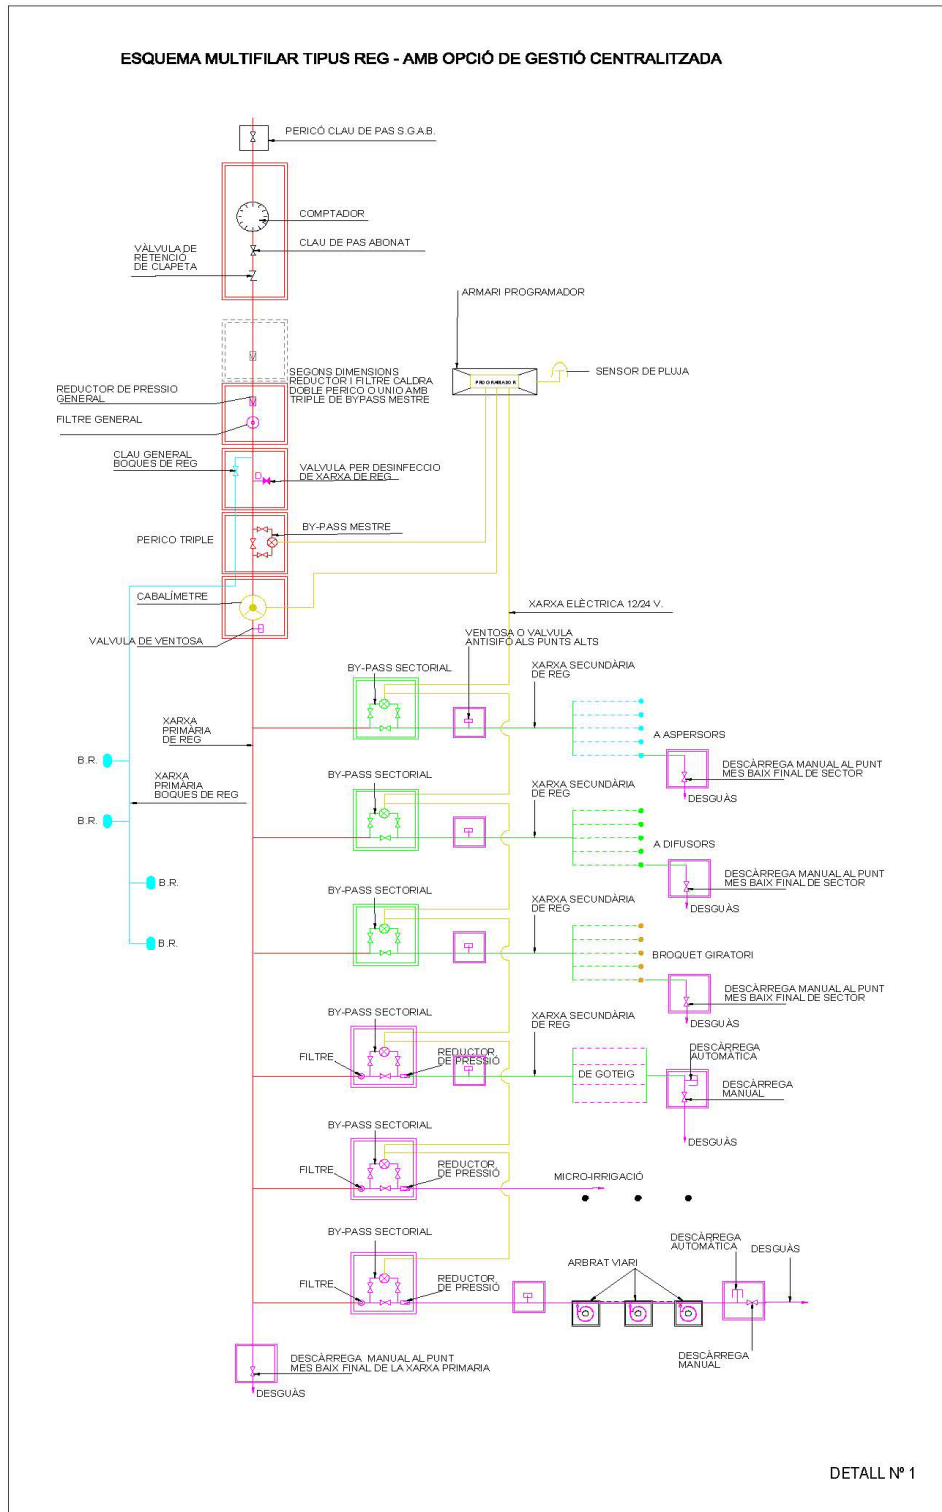 ESQUEMA MULTIFILAR TIPUS REG - AMB OPCIÓ DE GESTIÓ CENTRALITZADA
PERICÓ CLAU DE PAS S.G.A.B.
COMPTADOR
CLAU DE PAS ABONAT
VÀLVULA DE
RETENCIÓ
DE CLAPETA
ARMARI PROGRAMADOR
PROGRAMADOR
SENSOR DE PLUJA
SEGONS DIMENSIONS
REDUCTOR I FILTRE CALDRA
DOBLE PERICO O UNIO AMB
TRIPLE DE BYPASS MESTRE
REDUCTOR DE PRESSIO
GENERAL
FILTRE GENERAL
CLAU GENERAL
BOQUES DE REG
VALVULA PER DESINFECCIO
DE XARXA DE REG
PERICO TRIPLE
BY-PASS MESTRE
CABALÍMETRE
VALVULA DE VENTOSA
XARXA ELÈCTRICA 12/24 V.
VENTOSA O VALVULA
ANTISIFÓ ALS PUNTS ALTS
BY-PASS SECTORIAL
XARXA SECUNDÀRIA
DE REG
A ASPERSORS
XARXA
PRIMÀRIA
DE REG
B.R.
DESCÀRREGA MANUAL AL PUNT
MES BAIX FINAL DE SECTOR
DESGUÀS
XARXA
PRIMÀRIA
BOQUES DE REG
B.R.
BY-PASS SECTORIAL
XARXA SECUNDÀRIA
DE REG
A DIFUSORS
DESCÀRREGA MANUAL AL PUNT
MES BAIX FINAL DE SECTOR
DESGUÀS
B.R.
B.R.
BY-PASS SECTORIAL
XARXA SECUNDÀRIA
DE REG
BROQUET GIRATORI
DESCÀRREGA MANUAL AL PUNT
MES BAIX FINAL DE SECTOR
DESGUÀS
BY-PASS SECTORIAL
XARXA SECUNDÀRIA
DE REG
FILTRE
REDUCTOR
DE PRESSIÓ
DE GOTEIG
DESCÀRREGA
AUTOMÀTICA
DESCÀRREGA
MANUAL
DESGUÀS
BY-PASS SECTORIAL
FILTRE
REDUCTOR
DE PRESSIÓ
MICRO-IRRIGACIÓ
BY-PASS SECTORIAL
FILTRE
REDUCTOR
DE PRESSIÓ
ARBRAT VIARI
DESCÀRREGA
AUTOMÀTICA
DESGUÀS
DESCÀRREGA
MANUAL
DESCÀRREGA MANUAL AL PUNT
MES BAIX FINAL DE LA XARXA PRIMARIA
DESGUÀS
DETALL Nº 1